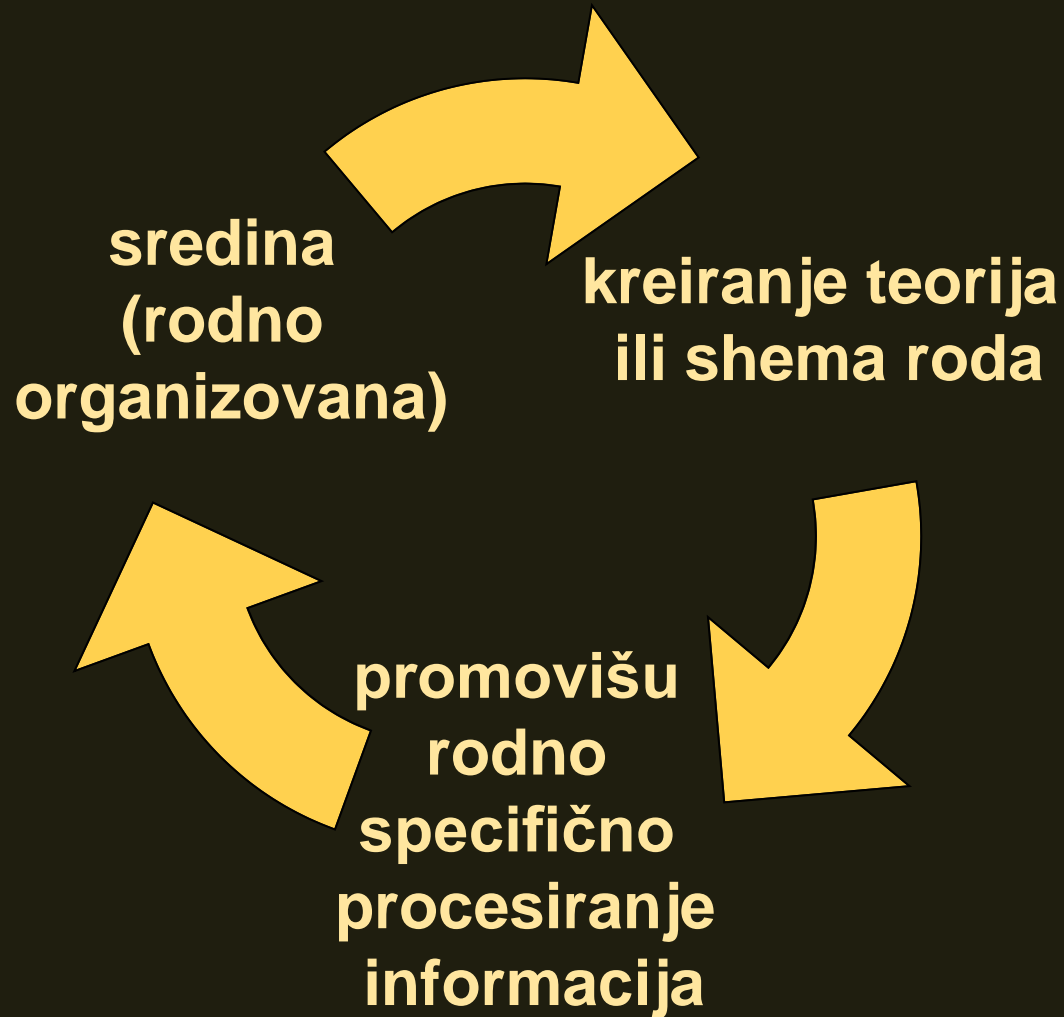 sredina
(rodno
organizovana)
kreiranje teorija
ili shema roda
promovišu
rodno
specifično
procesiranje
informacija